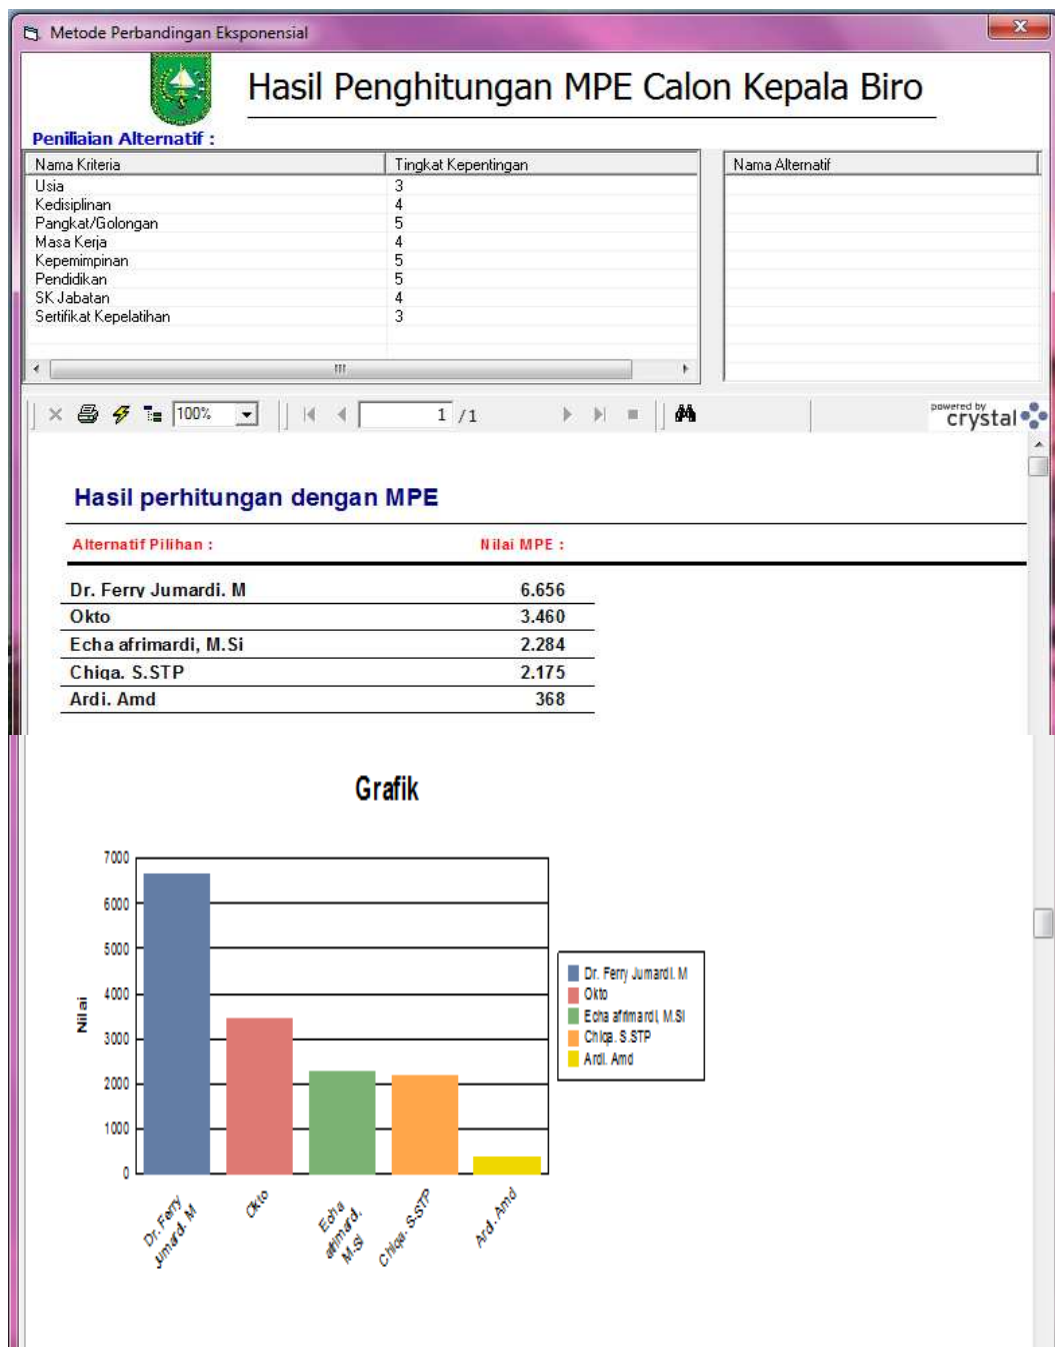 Metode Perbandingan Eksponensial
Hasil Penghitungan MPE Calon Kepala Biro
Peniliaian Alternatif :
Nama Kriteria Tingkat Kepentingan Nama Alternatif
Usia 3
Kedisiplinan 4
Pangkat/Golongan 5
Masa Kerja 4
Kepemimpinan 5
Pendidikan 5
SK Jabatan 4
Sertifikat Kepelatihan 3
100% 1 /1 powered by crystal
Hasil perhitungan dengan MPE
Alternatif Pilihan : Nilai MPE :
Dr. Ferry Jumardi. M 6.656
Okto 3.460
Echa afrimardi, M.Si 2.284
Chiqa. S.STP 2.175
Ardi. Amd 368
Grafik
7000
6000
5000
4000
3000
2000
1000
0
Nilai
Dr. Ferry Jumardi. M
Okto
Echa afrimardi, M.Si
Chiqa. S.STP
Ardi. Amd
Dr. Ferry
Jumardi. M
Okto
Echa
afrimardi,
M.Si
Chiqa. S.STP
Ardi. Amd